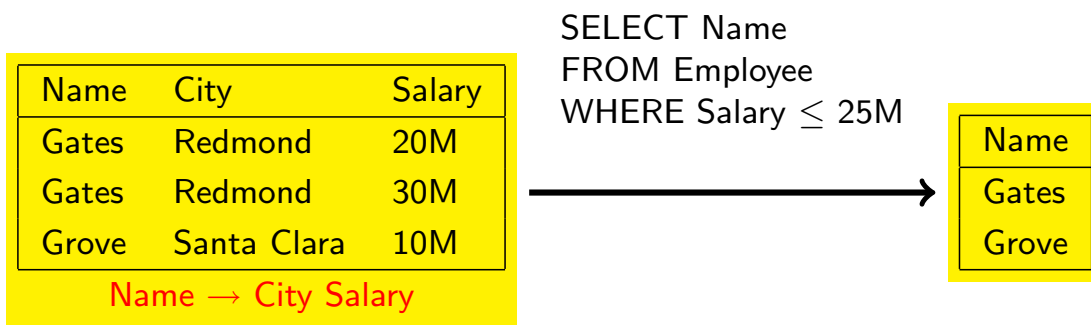 SELECT Name
FROM Employee
WHERE Salary ≤ 25M
Name City Salary
Gates Redmond 20M
Gates Redmond 30M
Grove Santa Clara 10M
Name → City Salary
Name
Gates
Grove